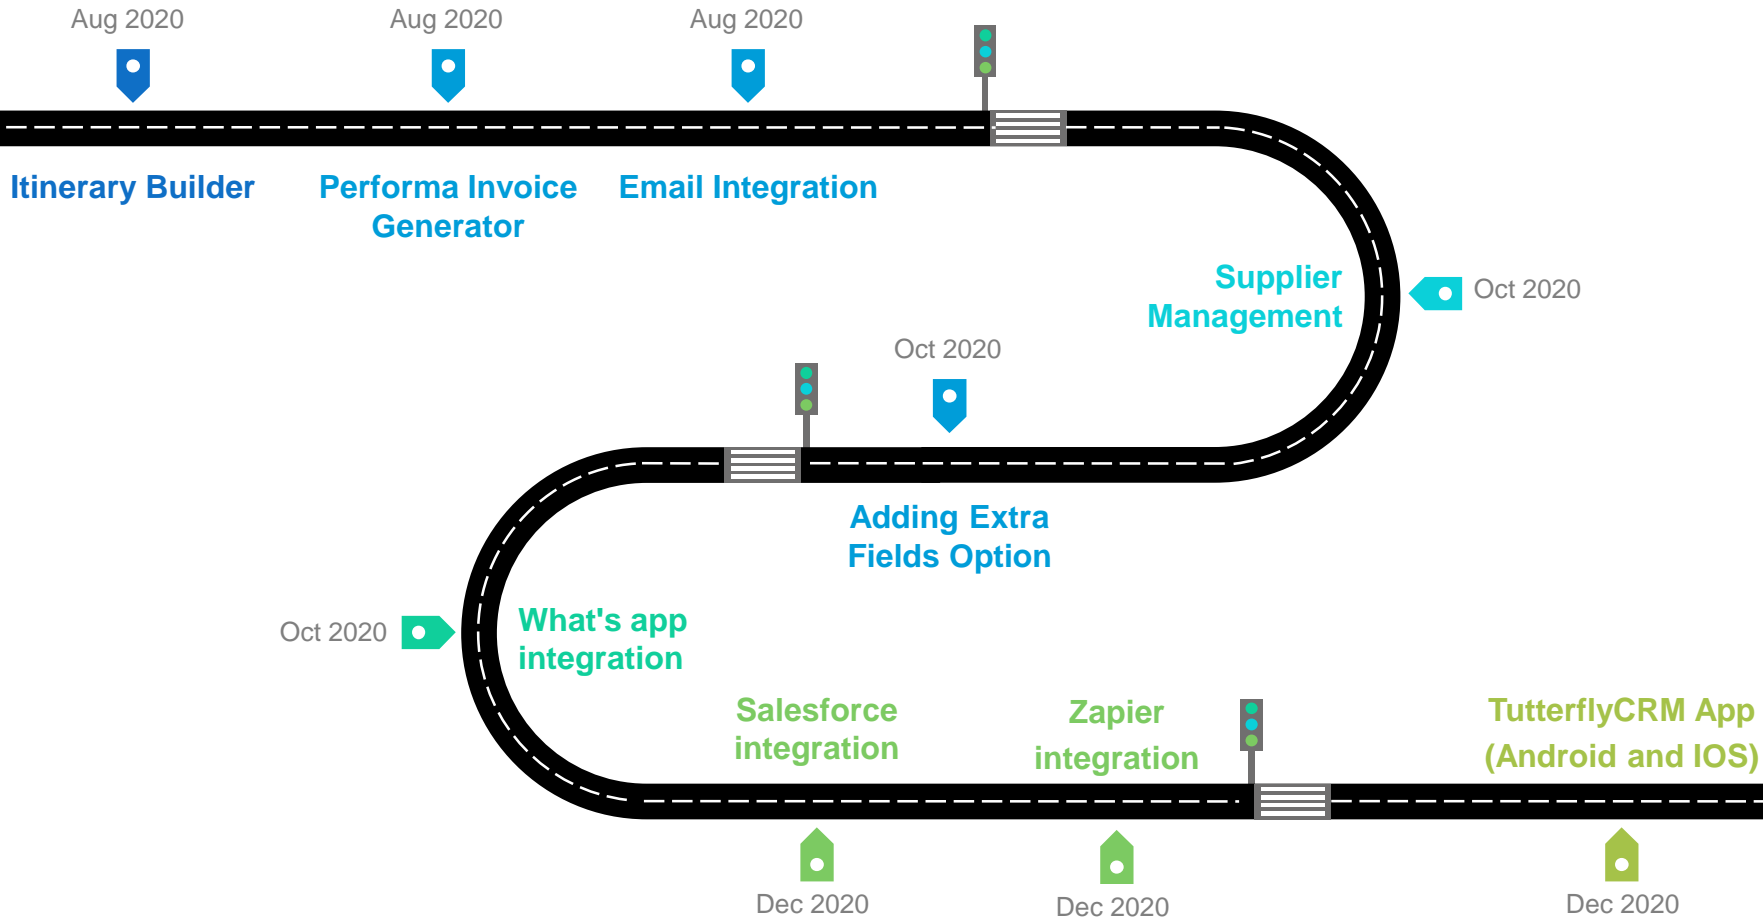 Aug 2020
Aug 2020
Aug 2020
Itinerary Builder
Performa Invoice
Generator
Email Integration
Supplier
Management
Oct 2020
Oct 2020
Adding Extra
Fields Option
Oct 2020
What's app
integration
Salesforce
integration
Zapier
integration
TutterflyCRM App
(Android and IOS)
Dec 2020
Dec 2020
Dec 2020